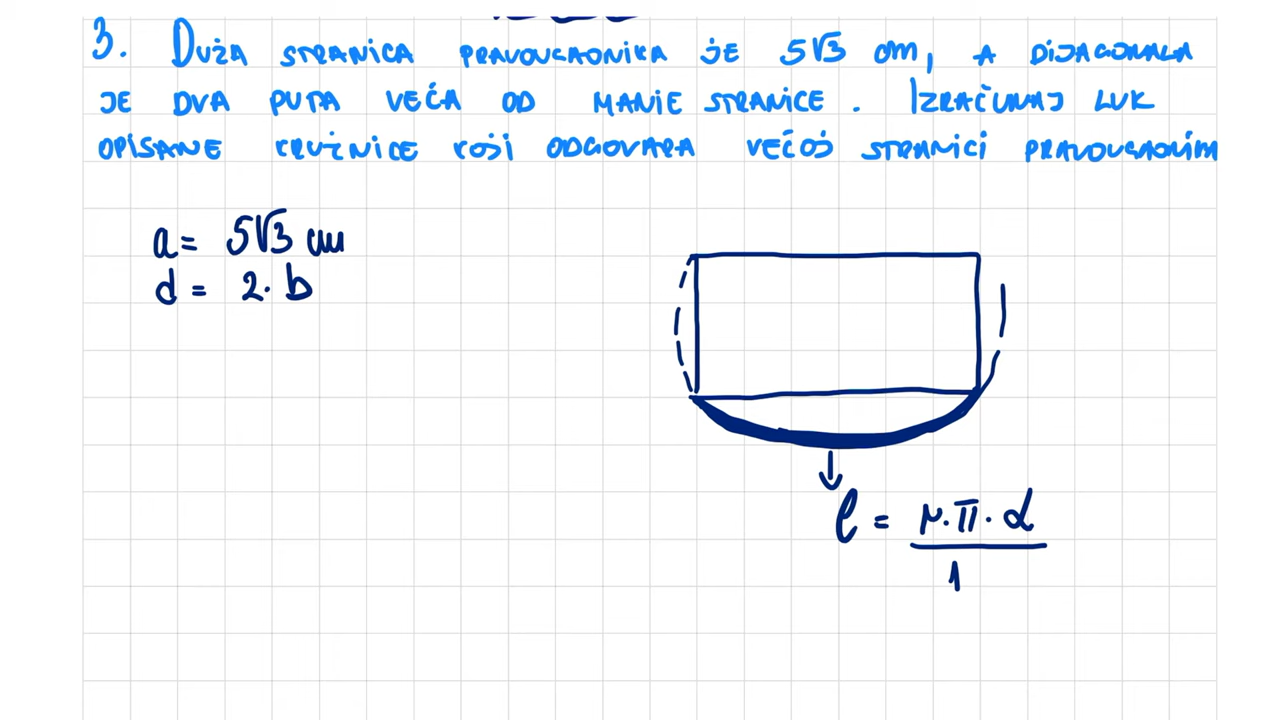 3. DUŽA STRANICA PRAVOUGAONIKA JE 5√3 cm, A DIJAGONALA
JE DVA PUTA VEĆA OD MANJE STRANICE. IZRAČUNAJ LUK
OPISANE KRUŽNICE KOJI ODGOVARA VEĆOJ STRANICI PRAVOUGAONIKA
a = 5√3 cm
d = 2 · b
l = r·π·α
1